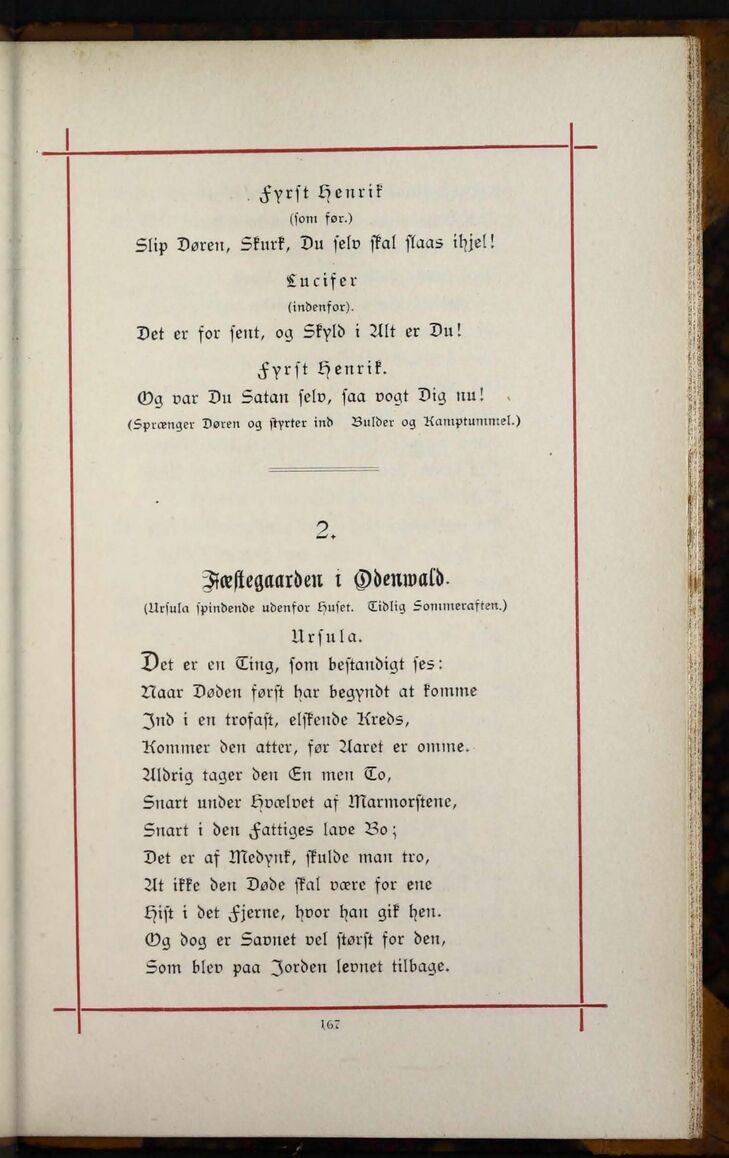 Fyrst Henrik
(som før.)
Slip Døren, Skurk, Du selv skal slaas ihjel!
Lucifer
(indenfor).
Det er for sent, og Skyld i Alt er Du!
Fyrst Henrik.
Og var Du Satan selv, saa vogt Dig nu!
(Sprænger Døren og styrter ind Bulder og Kamptummel.)
2.
Fæstegaarden i Odenwald.
(Ursula spindende udenfor Huset. Tidlig Sommeraften.)
Ursula.
Det er en Ting, som bestandigt ses:
Naar Døden først har begyndt at komme
Ind i en trofast, elskende Kreds,
Kommer den atter, før Aaret er omme.
Aldrig tager den En men To,
Snart under Hvælvet af Marmorstene,
Snart i den Fattiges lave Bo;
Det er af Medynk, skulde man tro,
At ikke den Døde skal være for ene
Hist i det Fjerne, hvor han gik hen.
Og dog er Savnet vel størst for den,
Som blev paa Jorden levnet tilbage.
167